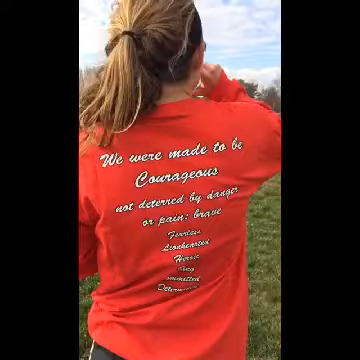 We were made to be
Courageous
not deterred by danger
or pain; brave
Fearless
Lionhearted
Heroic